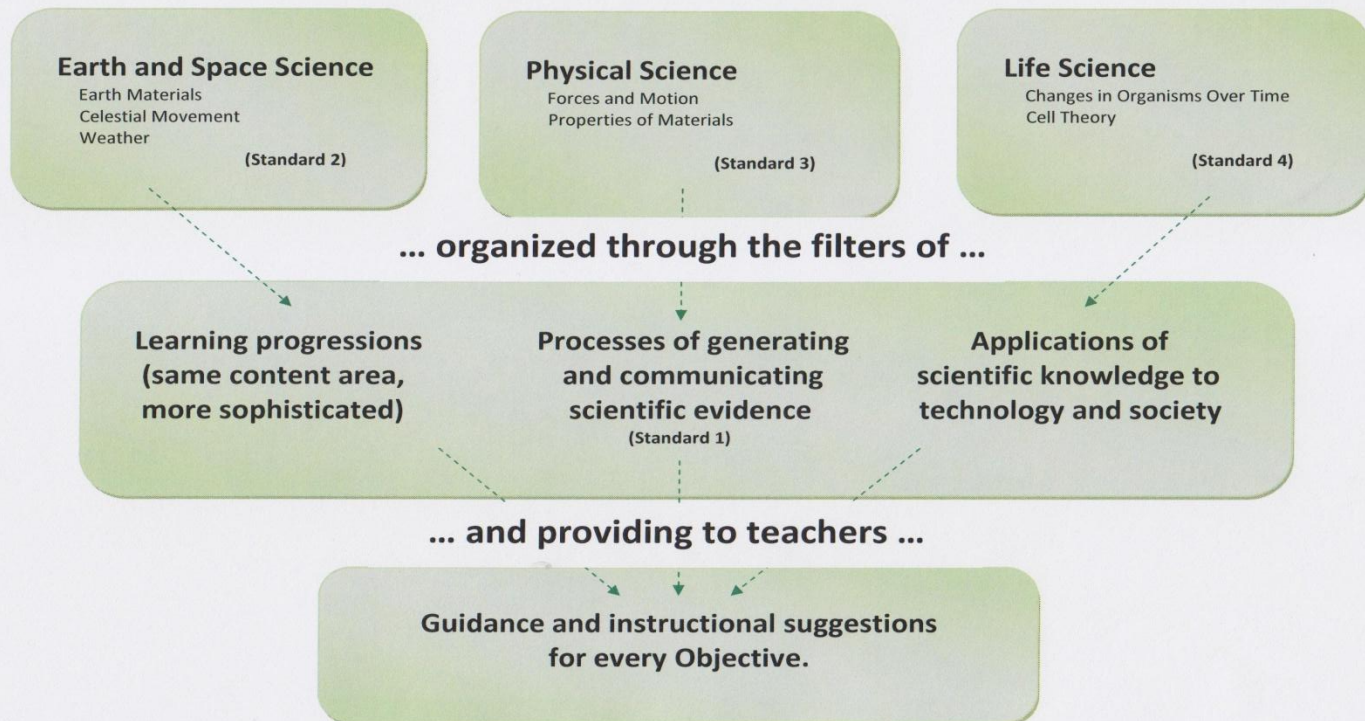 Earth and Space Science
Earth Materials
Celestial Movement
Weather
(Standard 2)
Physical Science
Forces and Motion
Properties of Materials
(Standard 3)
Life Science
Changes in Organisms Over Time
Cell Theory
(Standard 4)
... organized through the filters of ...
Learning progressions
(same content area,
more sophisticated)
Processes of generating
and communicating
scientific evidence
(Standard 1)
Applications of
scientific knowledge to
technology and society
... and providing to teachers ...
Guidance and instructional suggestions
for every Objective.